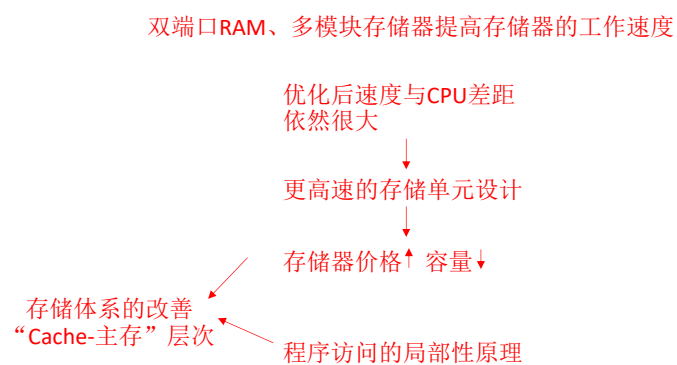 双端口RAM、多模块存储器提高存储器的工作速度
优化后速度与CPU差距
依然很大
更高速的存储单元设计
存储器价格 容量
存储体系的改善
“Cache-主存”层次
程序访问的局部性原理